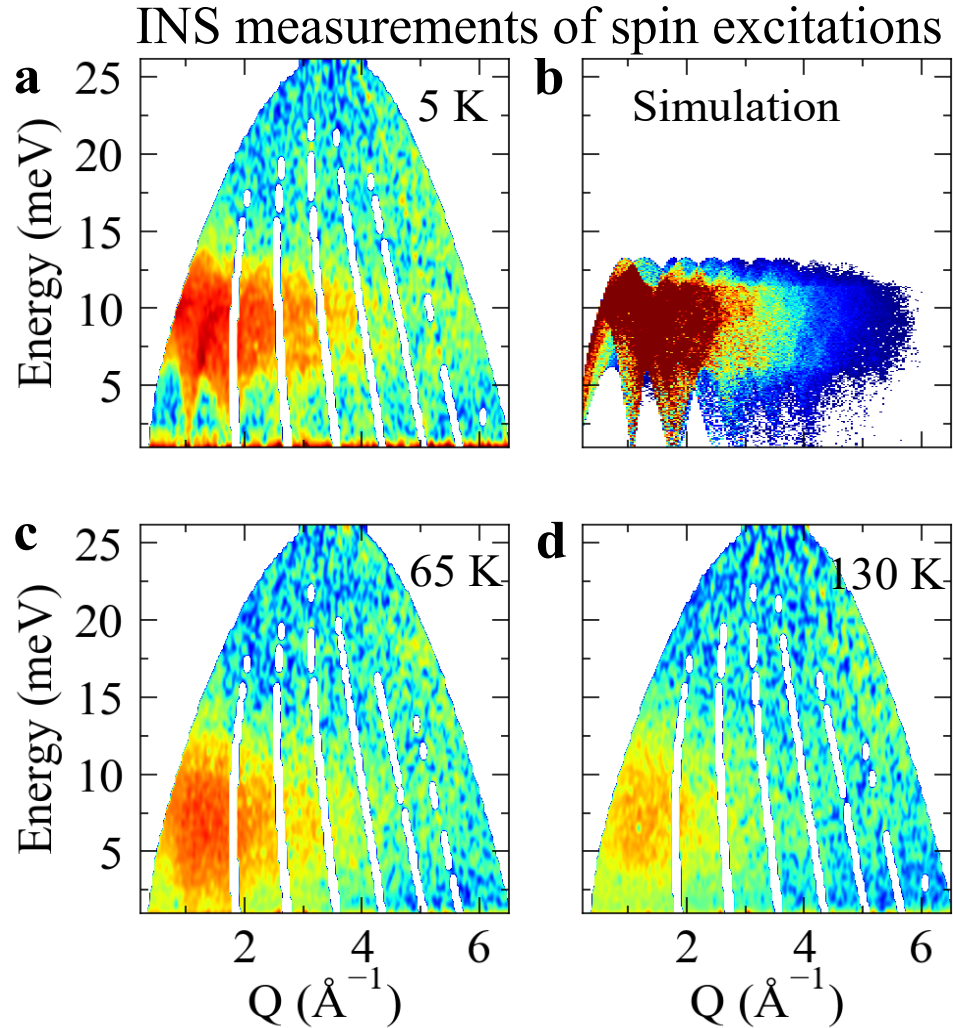 INS measurements of spin excitations
a
5 K
b
Simulation
25
20
15
10
5
Energy (meV)
c
65 K
d
130 K
25
20
15
10
5
Energy (meV)
2
4
6
2
4
6
Q (Å⁻¹)
Q (Å⁻¹)